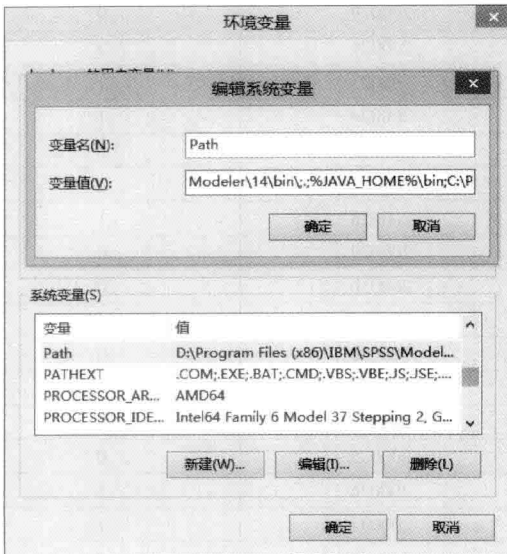 环境变量
编辑系统变量
变量名(N):
Path
变量值(V):
Modeler\14\bin\;.;%JAVA_HOME%\bin;C:\P
确定
取消
系统变量(S)
变量 值
Path D:\Program Files (x86)\IBM\SPSS\Model...
PATHEXT .COM;.EXE;.BAT;.CMD;.VBS;.VBE;.JS;.JSE;....
PROCESSOR_AR... AMD64
PROCESSOR_IDE... Intel64 Family 6 Model 37 Stepping 2, G...
新建(W)...
编辑(I)...
删除(L)
确定
取消